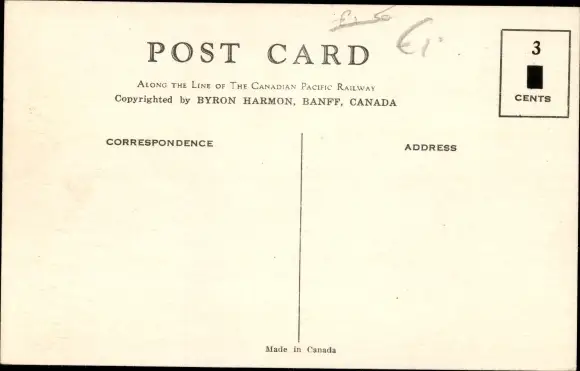 POST CARD
ALONG THE LINE OF THE CANADIAN PACIFIC RAILWAY
Copyrighted by BYRON HARMON, BANFF, CANADA
3
CENTS
CORRESPONDENCE
ADDRESS
Made in Canada